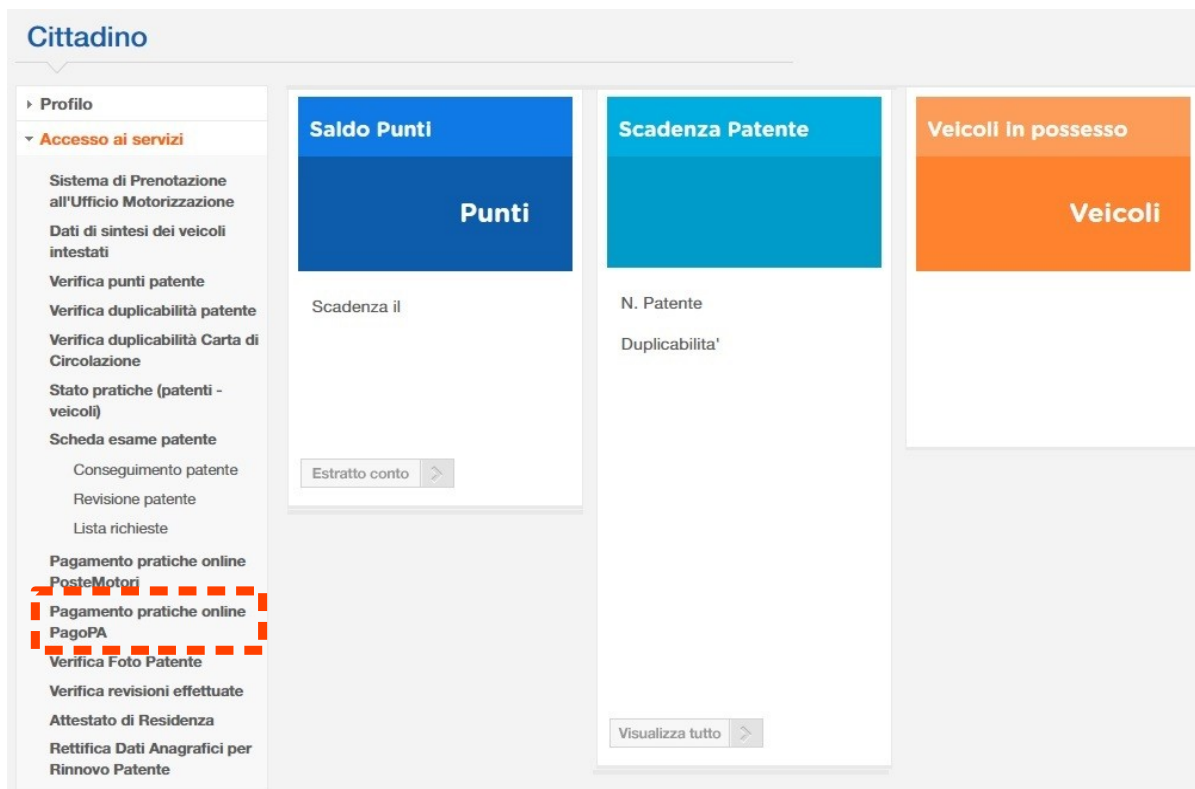 Cittadino
Profilo
Accesso ai servizi
Sistema di Prenotazione
all'Ufficio Motorizzazione
Dati di sintesi dei veicoli
intestati
Verifica punti patente
Verifica duplicabilità patente
Verifica duplicabilità Carta di
Circolazione
Stato pratiche (patenti -
veicoli)
Scheda esame patente
Conseguimento patente
Revisione patente
Lista richieste
Pagamento pratiche online
PosteMotori
Pagamento pratiche online
PagoPA
Verifica Foto Patente
Verifica revisioni effettuate
Attestato di Residenza
Rettifica Dati Anagrafici per
Rinnovo Patente
Saldo Punti
Punti
Scadenza il
Estratto conto
Scadenza Patente
N. Patente
Duplicabilita'
Visualizza tutto
Veicoli in possesso
Veicoli